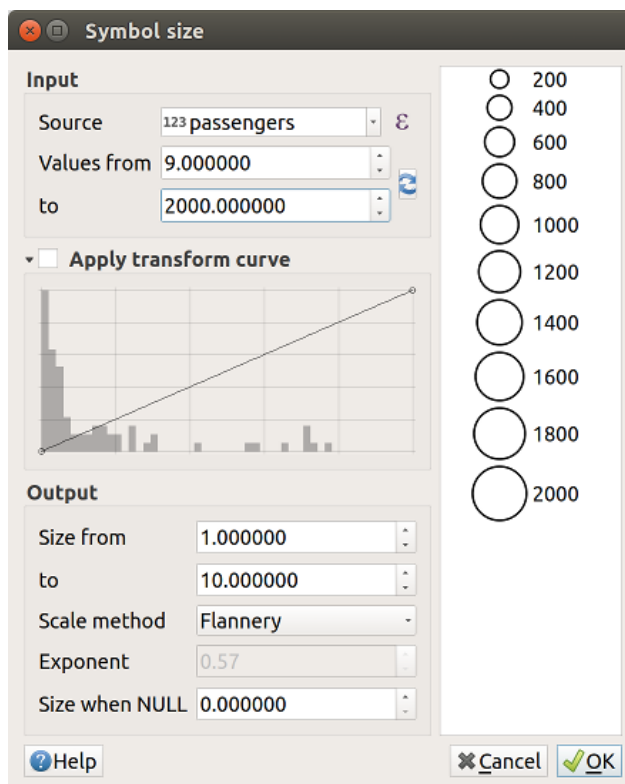 Symbol size
Input
Source 123 passengers ε
Values from 9.000000
to 2000.000000
Apply transform curve
Output
Size from 1.000000
to 10.000000
Scale method Flannery
Exponent 0.57
Size when NULL 0.000000
200
400
600
800
1000
1200
1400
1600
1800
2000
?Help
Cancel OK